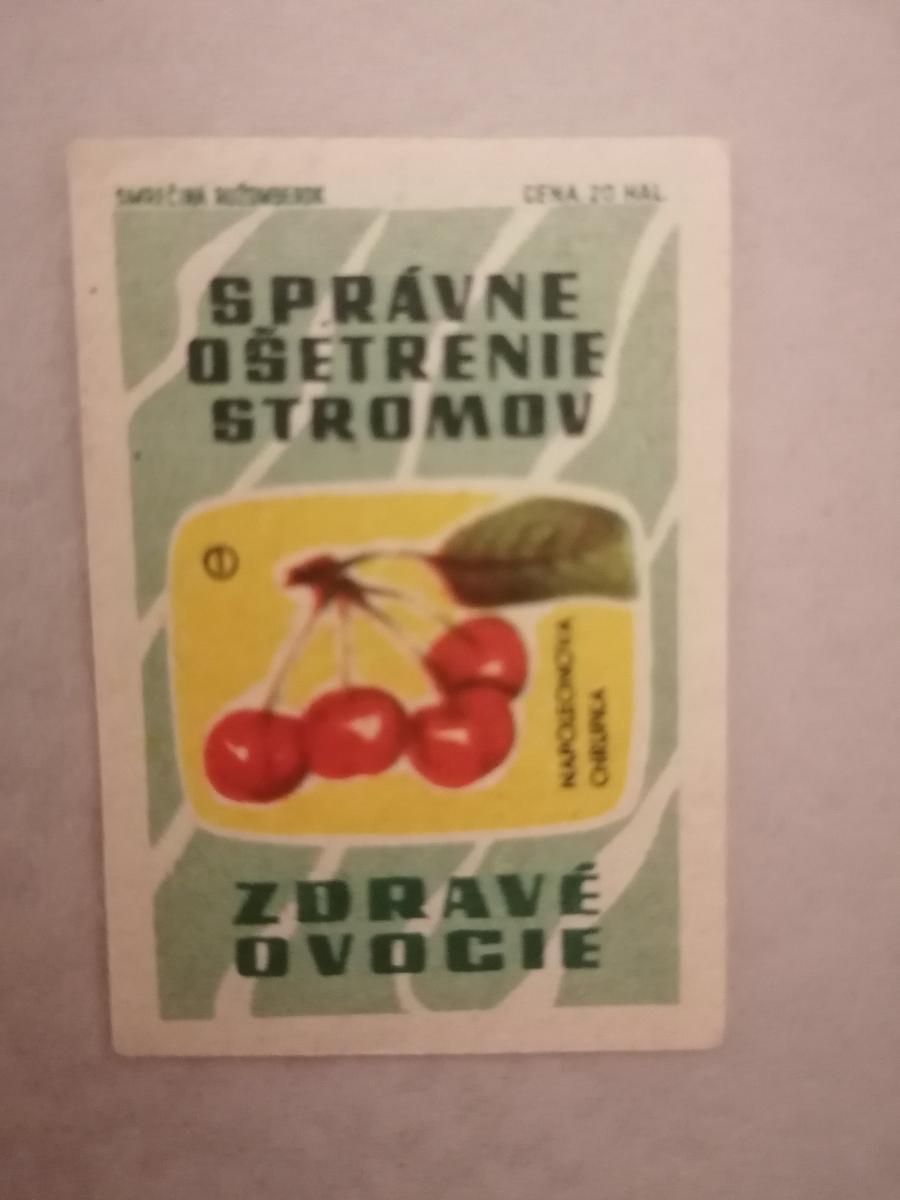 SMREČINA RUŽOMBEROK
CENA 20 HAL.
SPRÁVNE
OŠETRENIE
STROMOV
NAPOLEONOVA
CHRUPKA
ZDRAVÉ
OVOCIE